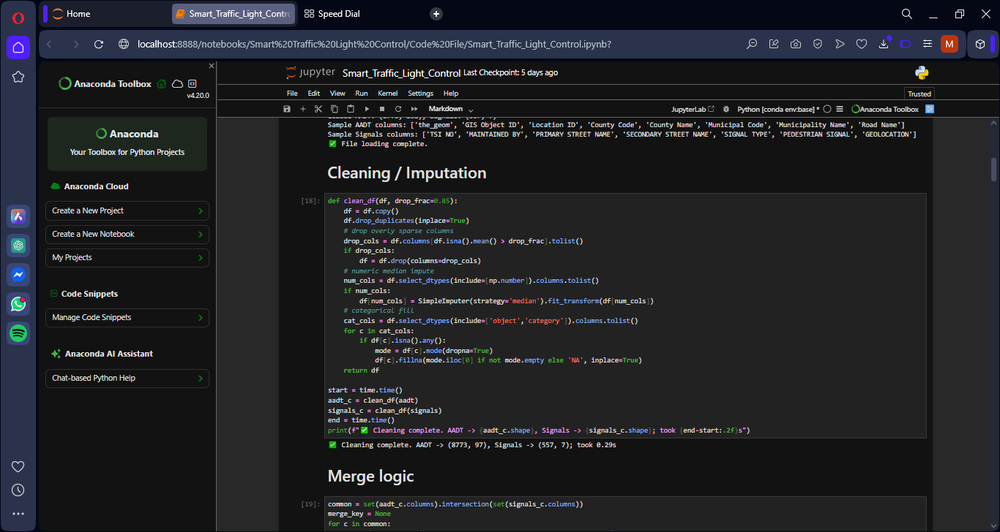 Home
Smart_Traffic_Light_Contro
Speed Dial
localhost:8888/notebooks/Smart%20Traffic%20Light%20Control/Code%20File/Smart_Traffic_Light_Control.ipynb?
M
Anaconda Toolbox
v4.20.0
Anaconda
Your Toolbox for Python Projects
Anaconda Cloud
Create a New Project
Create a New Notebook
My Projects
Code Snippets
Manage Code Snippets
Anaconda AI Assistant
Chat-based Python Help
jupyter Smart_Traffic_Light_Control Last Checkpoint: 5 days ago
File Edit View Run Kernel Settings Help
Trusted
Markdown
JupyterLab Python [conda env:base] * Anaconda Toolbox
Sample AADT columns: ['the_geom', 'GIS Object ID', 'Location ID', 'County Code', 'County Name', 'Municipal Code', 'Municipality Name', 'Road Name']
Sample Signals columns: ['TSI NO', 'MAINTAINED BY', 'PRIMARY STREET NAME', 'SECONDARY STREET NAME', 'SIGNAL TYPE', 'PEDESTRIAN SIGNAL', 'GEOLOCATION']
✅ File loading complete.
Cleaning / Imputation
[18]:
def clean_df(df, drop_frac=0.85):
    df = df.copy()
    df.drop_duplicates(inplace=True)
    # drop overly sparse columns
    drop_cols = df.columns[df.isna().mean() > drop_frac].tolist()
    if drop_cols:
        df = df.drop(columns=drop_cols)
    # numeric median impute
    num_cols = df.select_dtypes(include=[np.number]).columns.tolist()
    if num_cols:
        df[num_cols] = SimpleImputer(strategy='median').fit_transform(df[num_cols])
    # categorical fill
    cat_cols = df.select_dtypes(include=['object','category']).columns.tolist()
    for c in cat_cols:
        if df[c].isna().any():
            mode = df[c].mode(dropna=True)
            df[c].fillna(mode.iloc[0] if not mode.empty else 'NA', inplace=True)
    return df
start = time.time()
aadt_c = clean_df(aadt)
signals_c = clean_df(signals)
end = time.time()
print(f"✅ Cleaning complete. AADT -> {aadt_c.shape}, Signals -> {signals_c.shape}; took {end-start:.2f}s")
✅ Cleaning complete. AADT -> (8773, 97), Signals -> (557, 7); took 0.29s
Merge logic
[19]:
common = set(aadt_c.columns).intersection(set(signals_c.columns))
merge_key = None
for c in common: